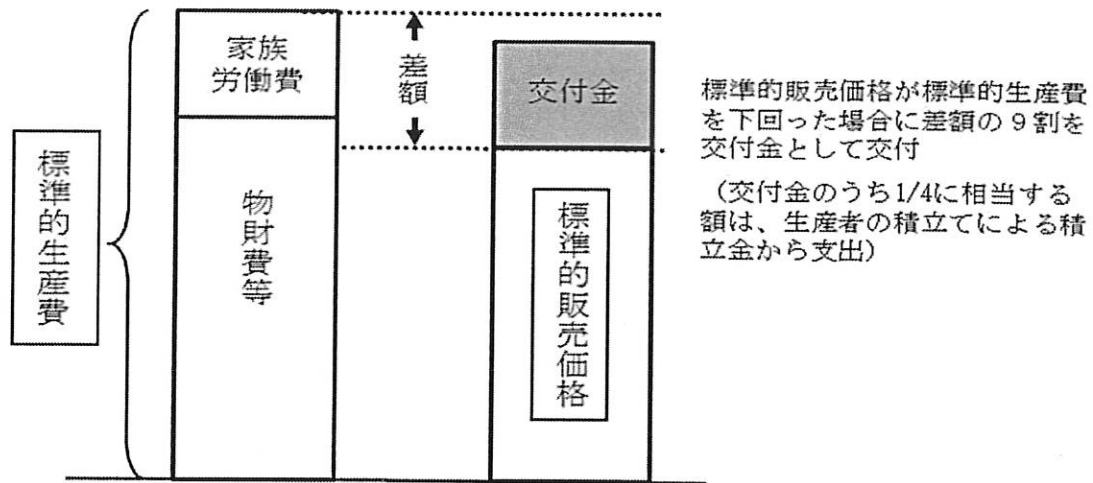 標準的生産費
家族
労働費
物財費等
差額
交付金
標準的販売価格
標準的販売価格が標準的生産費
を下回った場合に差額の9割を
交付金として交付
(交付金のうち1/4に相当する
額は、生産者の積立てによる積
立金から支出)